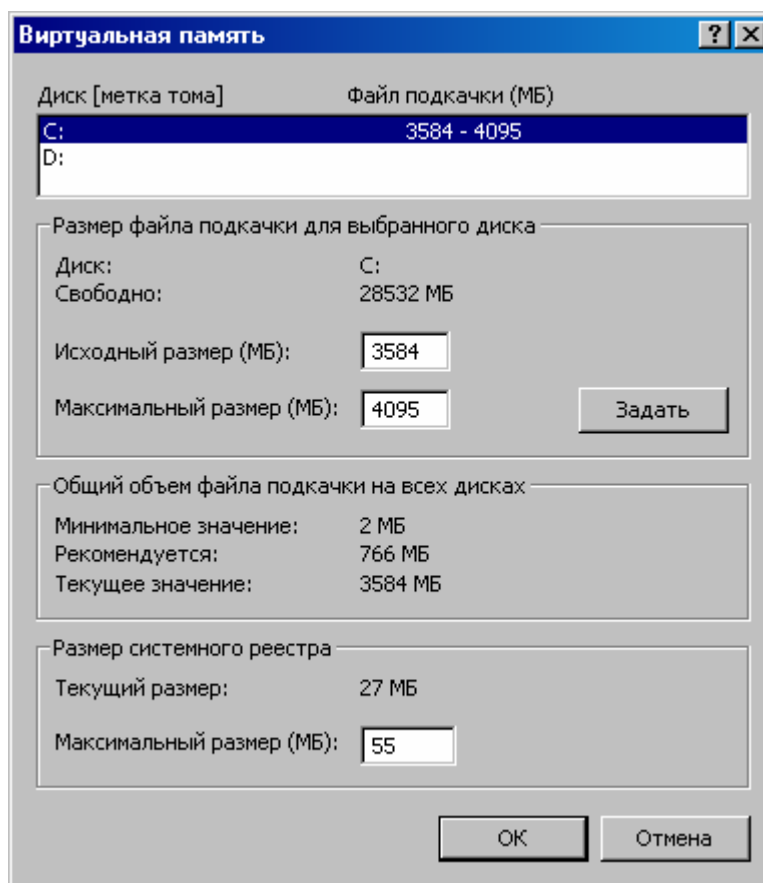 Виртуальная память
Диск [метка тома] Файл подкачки (МБ)
C: 3584 - 4095
D:
Размер файла подкачки для выбранного диска
Диск: C:
Свободно: 28532 МБ
Исходный размер (МБ): 3584
Максимальный размер (МБ): 4095 Задать
Общий объем файла подкачки на всех дисках
Минимальное значение: 2 МБ
Рекомендуется: 766 МБ
Текущее значение: 3584 МБ
Размер системного реестра
Текущий размер: 27 МБ
Максимальный размер (МБ): 55
ОК Отмена